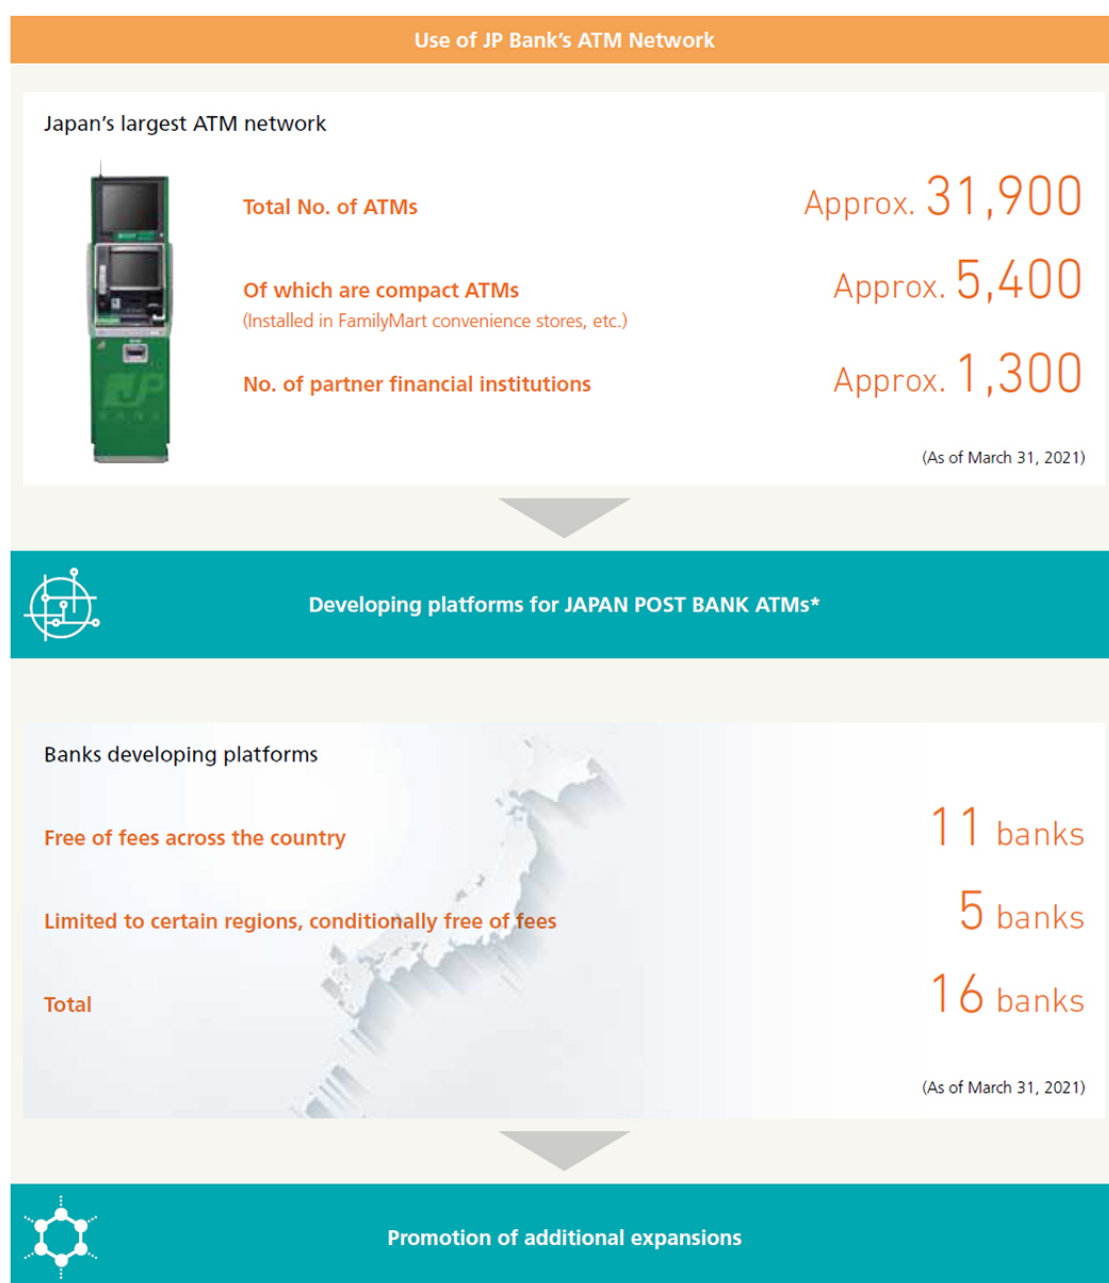 Use of JP Bank's ATM Network
Japan's largest ATM network
Total No. of ATMs
Approx. 31,900
Of which are compact ATMs
(Installed in FamilyMart convenience stores, etc.)
Approx. 5,400
No. of partner financial institutions
Approx. 1,300
JP
BANK
(As of March 31, 2021)
Developing platforms for JAPAN POST BANK ATMs*
Banks developing platforms
Free of fees across the country
11 banks
Limited to certain regions, conditionally free of fees
5 banks
Total
16 banks
(As of March 31, 2021)
Promotion of additional expansions